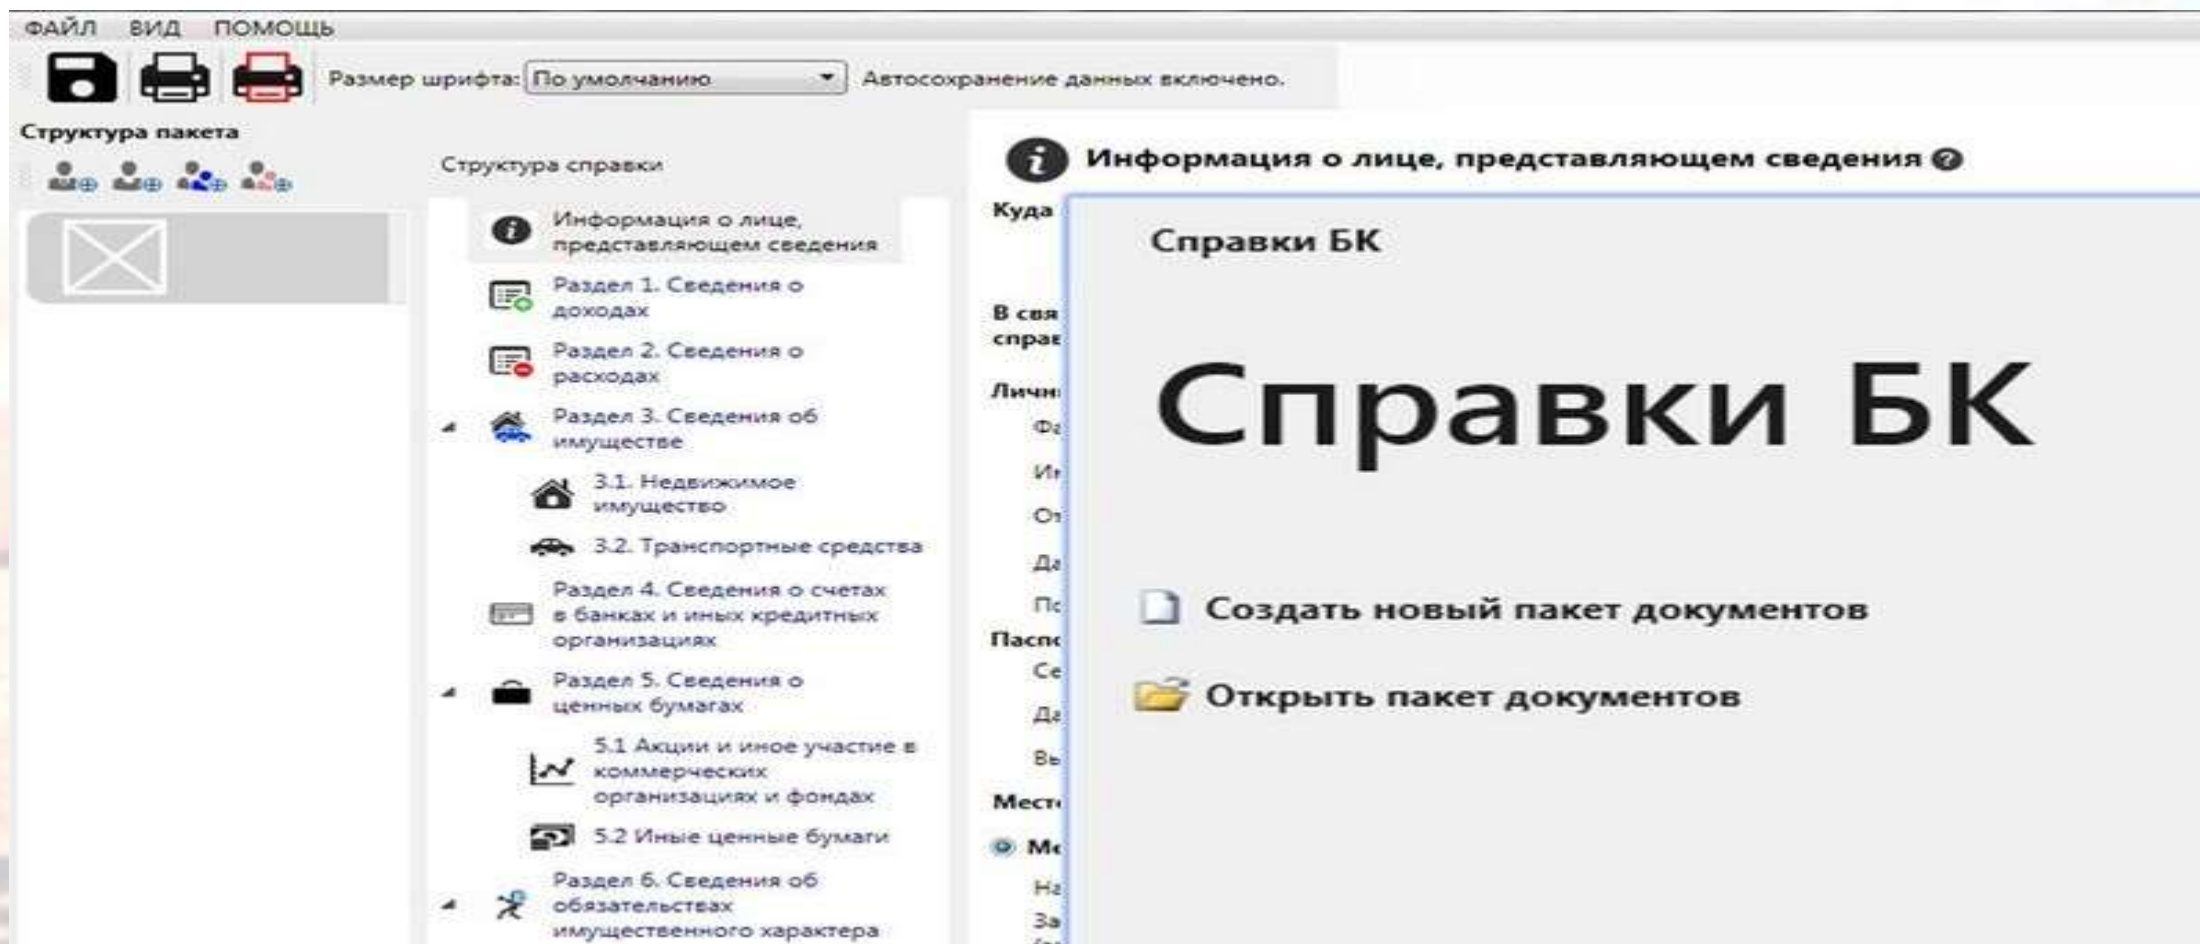 ФАЙЛ ВИД ПОМОЩЬ
Размер шрифта: По умолчанию Автосохранение данных включено.
Структура пакета
Структура справки
Информация о лице,
представляющем сведения
Раздел 1. Сведения о
доходах
Раздел 2. Сведения о
расходах
Раздел 3. Сведения об
имуществе
3.1. Недвижимое
имущество
3.2. Транспортные средства
Раздел 4. Сведения о счетах
в банках и иных кредитных
организациях
Раздел 5. Сведения о
ценных бумагах
5.1 Акции и иное участие в
коммерческих
организациях и фондах
5.2 Иные ценные бумаги
Раздел 6. Сведения об
обязательствах
имущественного характера
Информация о лице, представляющем сведения
Куда
Справки БК
Справки БК
Создать новый пакет документов
Открыть пакет документов